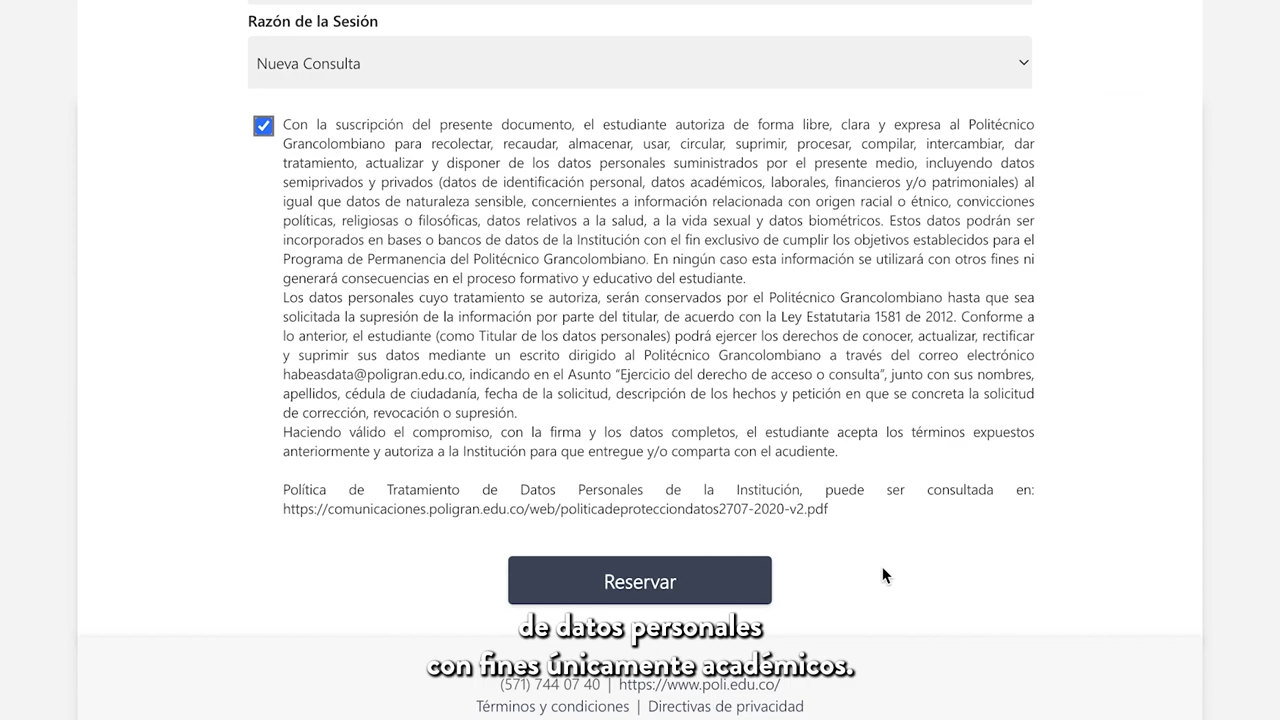 Razón de la Sesión
Nueva Consulta
Con la suscripción del presente documento, el estudiante autoriza de forma libre, clara y expresa al Politécnico
Grancolombiano para recolectar, recaudar, almacenar, usar, circular, suprimir, procesar, compilar, intercambiar, dar
tratamiento, actualizar y disponer de los datos personales suministrados por el presente medio, incluyendo datos
semiprivados y privados (datos de identificación personal, datos académicos, laborales, financieros y/o patrimoniales) al
igual que datos de naturaleza sensible, concernientes a información relacionada con origen racial o étnico, convicciones
políticas, religiosas o filosóficas, datos relativos a la salud, a la vida sexual y datos biométricos. Estos datos podrán ser
incorporados en bases o bancos de datos de la Institución con el fin exclusivo de cumplir los objetivos establecidos para el
Programa de Permanencia del Politécnico Grancolombiano. En ningún caso esta información se utilizará con otros fines ni
generará consecuencias en el proceso formativo y educativo del estudiante.
Los datos personales cuyo tratamiento se autoriza, serán conservados por el Politécnico Grancolombiano hasta que sea
solicitada la supresión de la información por parte del titular, de acuerdo con la Ley Estatutaria 1581 de 2012. Conforme a
lo anterior, el estudiante (como Titular de los datos personales) podrá ejercer los derechos de conocer, actualizar, rectificar
y suprimir sus datos mediante un escrito dirigido al Politécnico Grancolombiano a través del correo electrónico
habeasdata@poligran.edu.co, indicando en el Asunto “Ejercicio del derecho de acceso o consulta”, junto con sus nombres,
apellidos, cédula de ciudadanía, fecha de la solicitud, descripción de los hechos y petición en que se concreta la solicitud
de corrección, revocación o supresión.
Haciendo válido el compromiso, con la firma y los datos completos, el estudiante acepta los términos expuestos
anteriormente y autoriza a la Institución para que entregue y/o comparta con el acudiente.
Política de Tratamiento de Datos Personales de la Institución, puede ser consultada en:
https://comunicaciones.poligran.edu.co/web/politicadeprotecciondatos2707-2020-v2.pdf
Reservar
de datos personales
con fines únicamente académicos.
(571) 744 07 40 | https://www.poli.edu.co/
Términos y condiciones | Directivas de privacidad